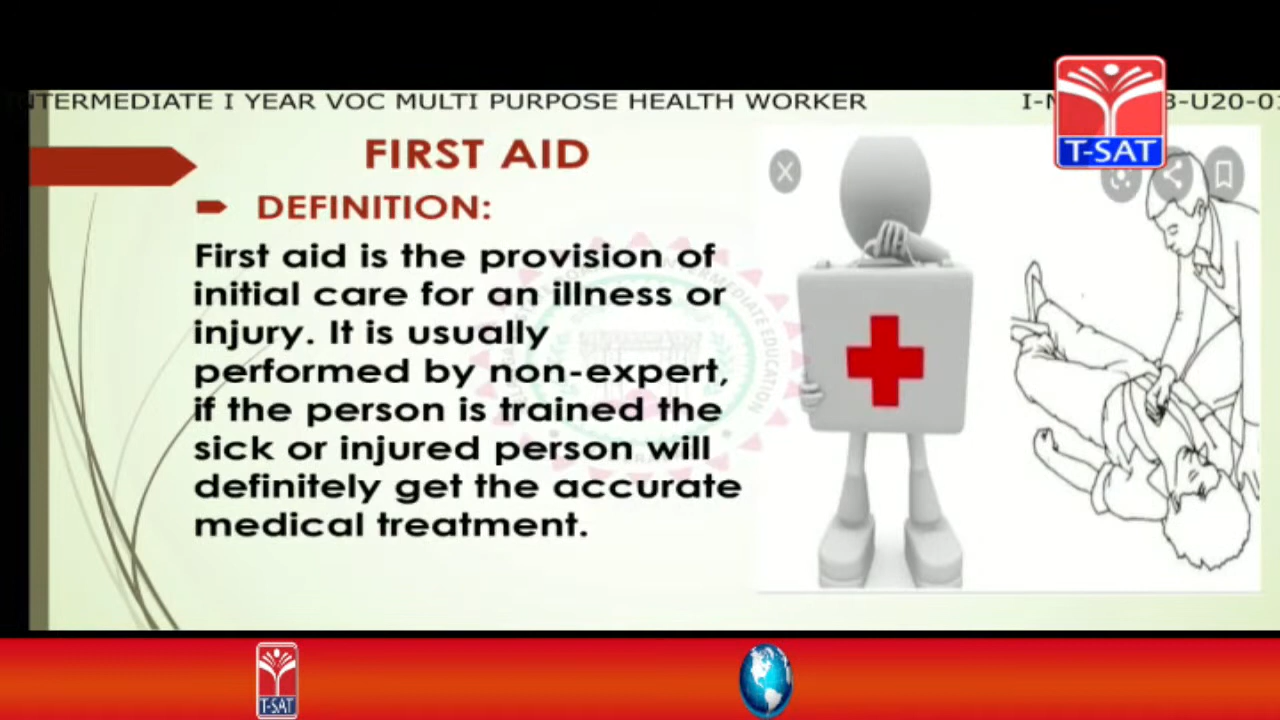 INTERMEDIATE I YEAR VOC MULTI PURPOSE HEALTH WORKER
T-SAT
FIRST AID
DEFINITION:
First aid is the provision of
initial care for an illness or
injury. It is usually
performed by non-expert,
if the person is trained the
sick or injured person will
definitely get the accurate
medical treatment.
T-SAT